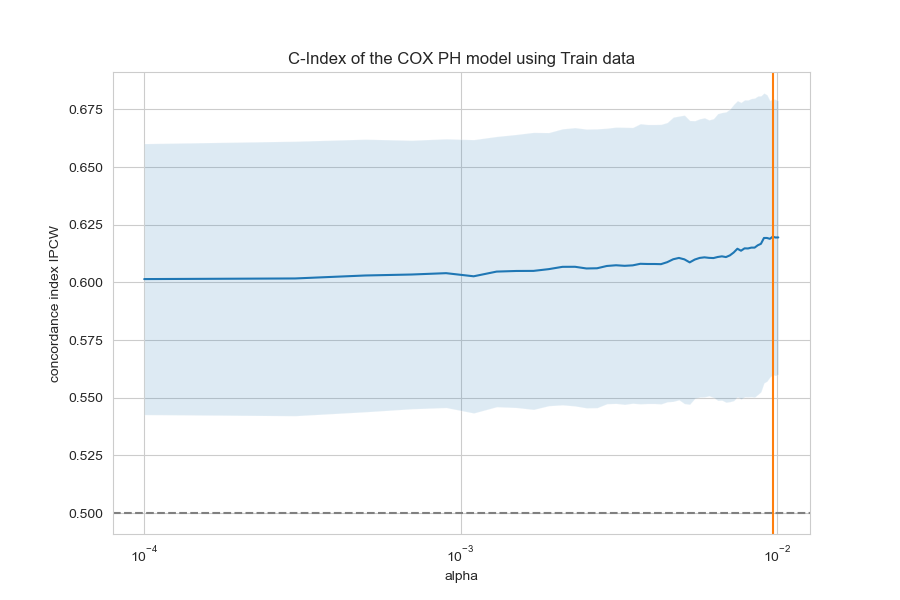 C-Index of the COX PH model using Train data
concordance index IPCW
0.675
0.650
0.625
0.600
0.575
0.550
0.525
0.500
10⁻⁴ 10⁻³ 10⁻²
alpha